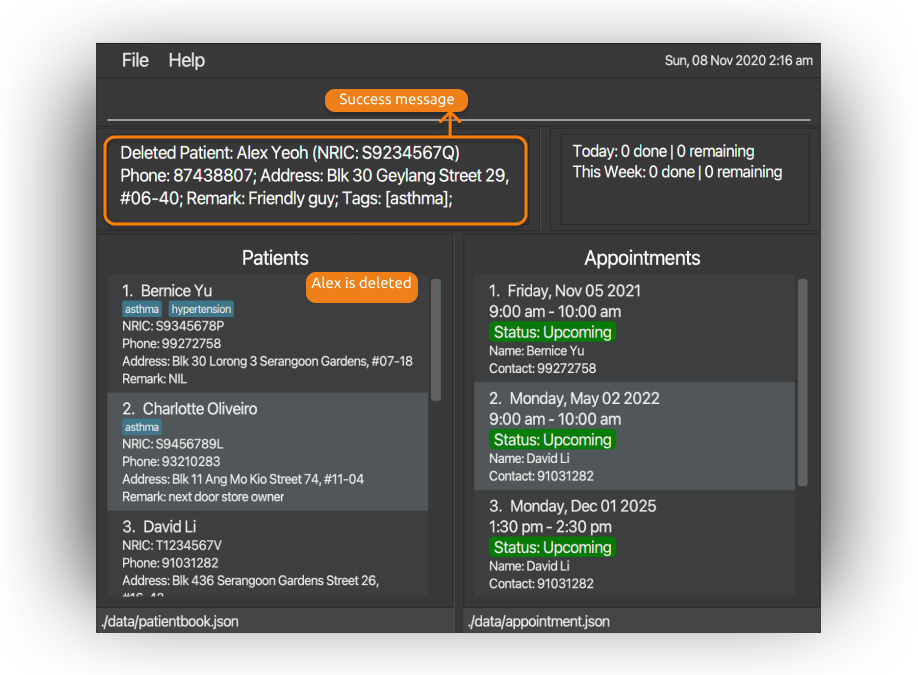 File Help
Sun, 08 Nov 2020 2:16 am
Success message
Deleted Patient: Alex Yeoh (NRIC: S9234567Q)
Phone: 87438807; Address: Blk 30 Geylang Street 29,
#06-40; Remark: Friendly guy; Tags: [asthma];
Today: 0 done | 0 remaining
This Week: 0 done | 0 remaining
Patients
Alex is deleted
1. Bernice Yu
asthma hypertension
NRIC: S9345678P
Phone: 99272758
Address: Blk 30 Lorong 3 Serangoon Gardens, #07-18
Remark: NIL
2. Charlotte Oliveiro
asthma
NRIC: S9456789L
Phone: 93210283
Address: Blk 11 Ang Mo Kio Street 74, #11-04
Remark: next door store owner
3. David Li
NRIC: T1234567V
Phone: 91031282
Address: Blk 436 Serangoon Gardens Street 26,
./data/patientbook.json
Appointments
1. Friday, Nov 05 2021
9:00 am - 10:00 am
Status: Upcoming
Name: Bernice Yu
Contact: 99272758
2. Monday, May 02 2022
9:00 am - 10:00 am
Status: Upcoming
Name: David Li
Contact: 91031282
3. Monday, Dec 01 2025
1:30 pm - 2:30 pm
Status: Upcoming
Name: David Li
Contact: 91031282
./data/appointment.json